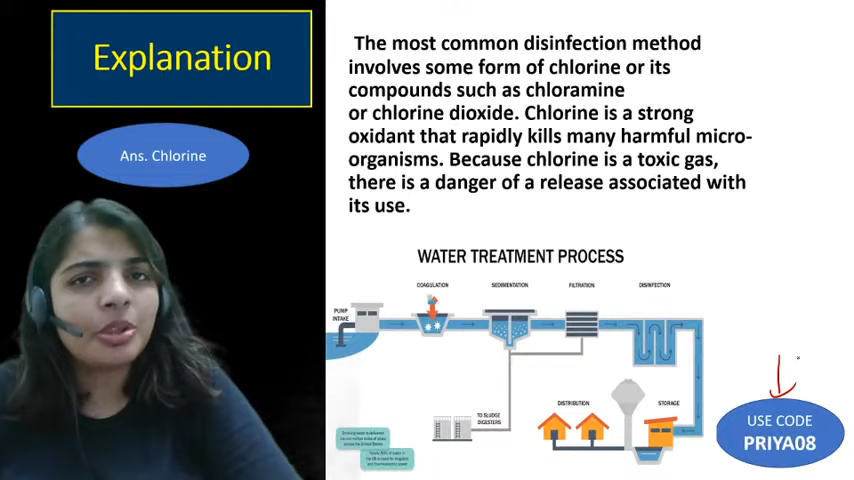 Explanation
Ans. Chlorine
The most common disinfection method
involves some form of chlorine or its
compounds such as chloramine
or chlorine dioxide. Chlorine is a strong
oxidant that rapidly kills many harmful micro-
organisms. Because chlorine is a toxic gas,
there is a danger of a release associated with
its use.
WATER TREATMENT PROCESS
COAGULATION
SEDIMENTATION
FILTRATION
DISINFECTION
PUMP
INTAKE
TO SLUDGE
DIGESTERS
DISTRIBUTION
STORAGE
USE CODE
PRIYA08